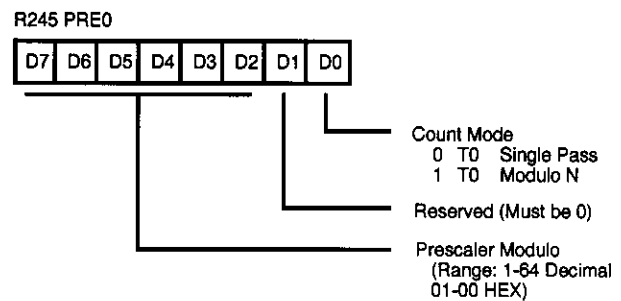 R245 PRE0
D7 D6 D5 D4 D3 D2 D1 D0
Count Mode
0 T0 Single Pass
1 T0 Modulo N
Reserved (Must be 0)
Prescaler Modulo
(Range: 1-64 Decimal
01-00 HEX)